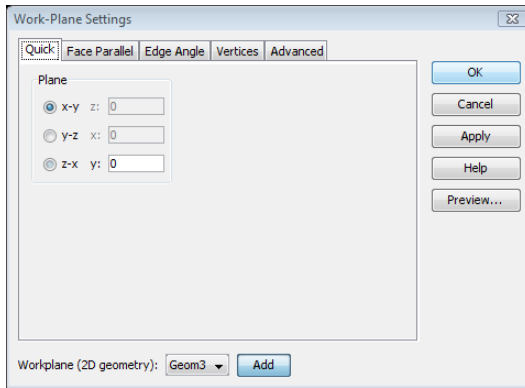 Work-Plane Settings
Quick Face Parallel Edge Angle Vertices Advanced
Plane
x-y z: 0
y-z x: 0
z-x y: 0
OK
Cancel
Apply
Help
Preview...
Workplane (2D geometry): Geom3 Add